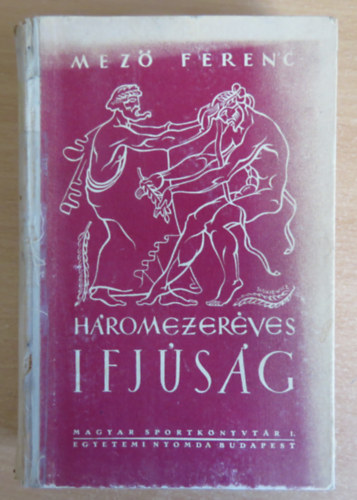 MEZŐ FERENC
HÁROMEZERÉVES
IFJÚSÁG
MAGYAR SPORTKÖNYVTÁR I.
EGYETEMI NYOMDA BUDAPEST